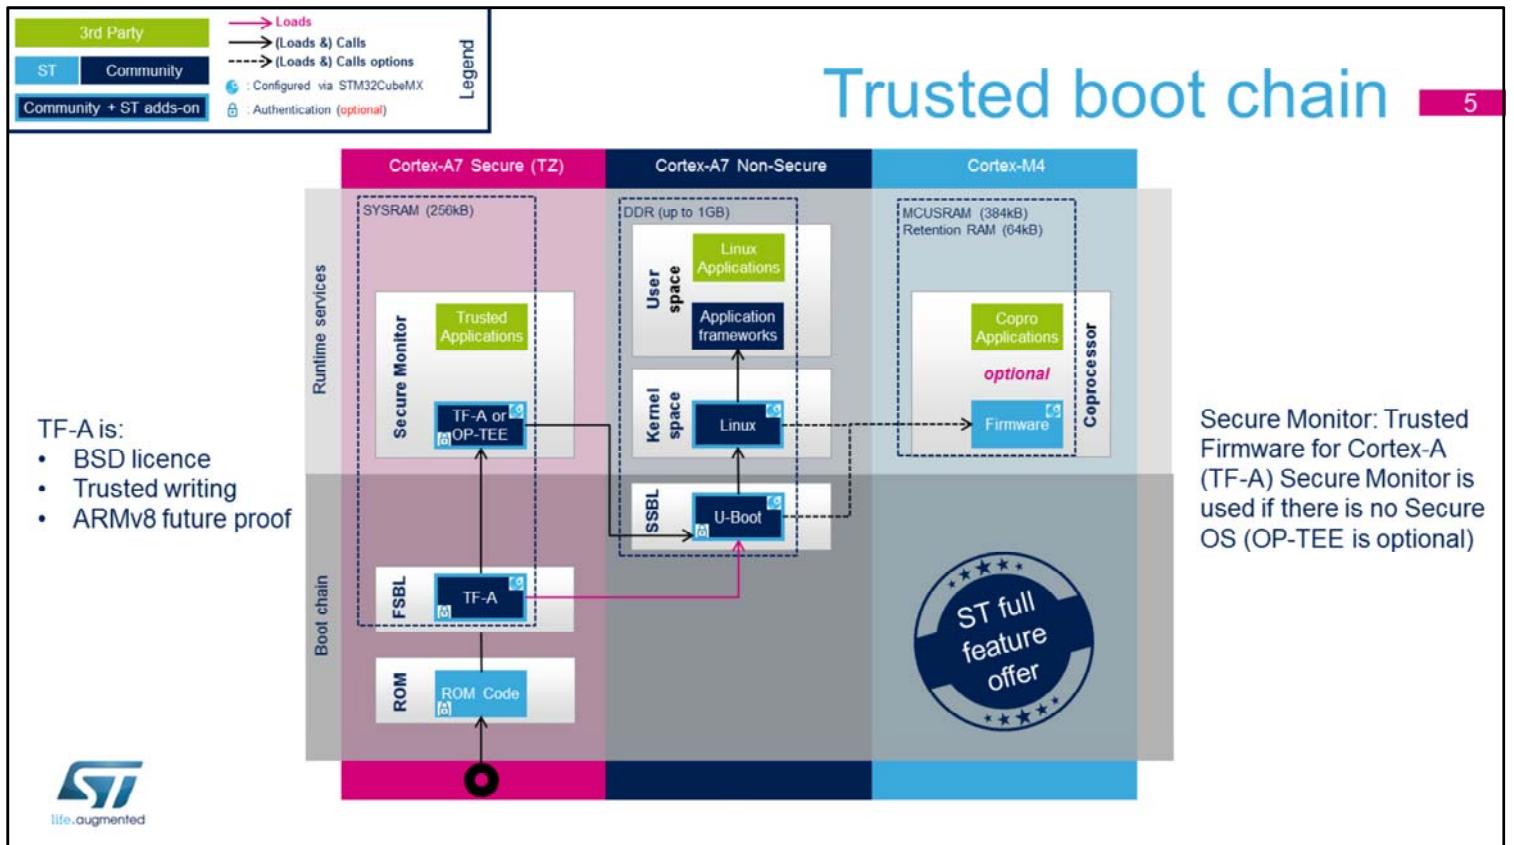 3rd Party
ST
Community
Community + ST adds-on
Loads
(Loads &) Calls
(Loads &) Calls options
: Configured via STM32CubeMX
: Authentication (optional)
Legend
Trusted boot chain
5
Cortex-A7 Secure (TZ)
Cortex-A7 Non-Secure
Cortex-M4
Runtime services
Boot chain
SYSRAM (256kB)
Secure Monitor
Trusted
Applications
TF-A or
OP-TEE
FSBL
TF-A
ROM
ROM Code
DDR (up to 1GB)
User
space
Linux
Applications
Application
frameworks
Kernel
space
Linux
SSBL
U-Boot
MCUSRAM (384kB)
Retention RAM (64kB)
Copro
Applications
optional
Firmware
Coprocessor
ST full
feature
offer
TF-A is:
• BSD licence
• Trusted writing
• ARMv8 future proof
Secure Monitor: Trusted
Firmware for Cortex-A
(TF-A) Secure Monitor is
used if there is no Secure
OS (OP-TEE is optional)
ST
life.augmented